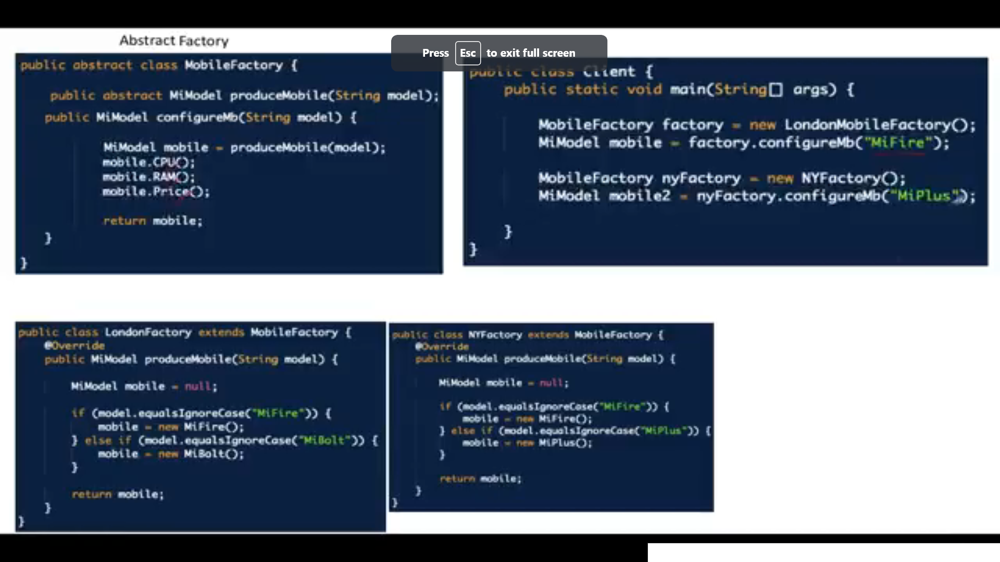 Abstract Factory
Press Esc to exit full screen
public abstract class MobileFactory {
public abstract MiModel produceMobile(String model);
public MiModel configureMb(String model) {
MiModel mobile = produceMobile(model);
mobile.CPU();
mobile.RAM();
mobile.Price();
return mobile;
}
}
public class Client {
public static void main(String[] args) {
MobileFactory factory = new LondonMobileFactory();
MiModel mobile = factory.configureMb("MiFire");
MobileFactory nyFactory = new NYFactory();
MiModel mobile2 = nyFactory.configureMb("MiPlus");
}
}
public class LondonFactory extends MobileFactory {
@Override
public MiModel produceMobile(String model) {
MiModel mobile = null;
if (model.equalsIgnoreCase("MiFire")) {
mobile = new MiFire();
} else if (model.equalsIgnoreCase("MiBolt")) {
mobile = new MiBolt();
}
return mobile;
}
}
public class NYFactory extends MobileFactory {
@Override
public MiModel produceMobile(String model) {
MiModel mobile = null;
if (model.equalsIgnoreCase("MiFire")) {
mobile = new MiFire();
} else if (model.equalsIgnoreCase("MiPlus")) {
mobile = new MiPlus();
}
return mobile;
}
}